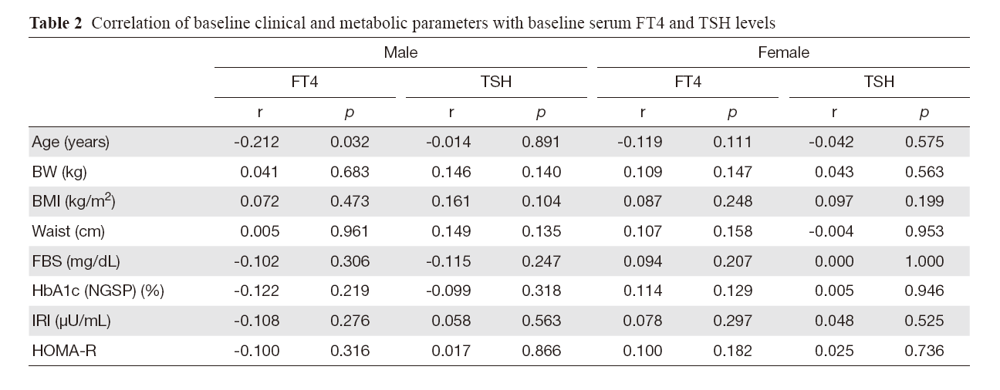 Table 2 Correlation of baseline clinical and metabolic parameters with baseline serum FT4 and TSH levels
Male Female
FT4 TSH FT4 TSH
r p r p r p r p
Age (years) -0.212 0.032 -0.014 0.891 -0.119 0.111 -0.042 0.575
BW (kg) 0.041 0.683 0.146 0.140 0.109 0.147 0.043 0.563
BMI (kg/m²) 0.072 0.473 0.161 0.104 0.087 0.248 0.097 0.199
Waist (cm) 0.005 0.961 0.149 0.135 0.107 0.158 -0.004 0.953
FBS (mg/dL) -0.102 0.306 -0.115 0.247 0.094 0.207 0.000 1.000
HbA1c (NGSP) (%) -0.122 0.219 -0.099 0.318 0.114 0.129 0.005 0.946
IRI (μU/mL) -0.108 0.276 0.058 0.563 0.078 0.297 0.048 0.525
HOMA-R -0.100 0.316 0.017 0.866 0.100 0.182 0.025 0.736